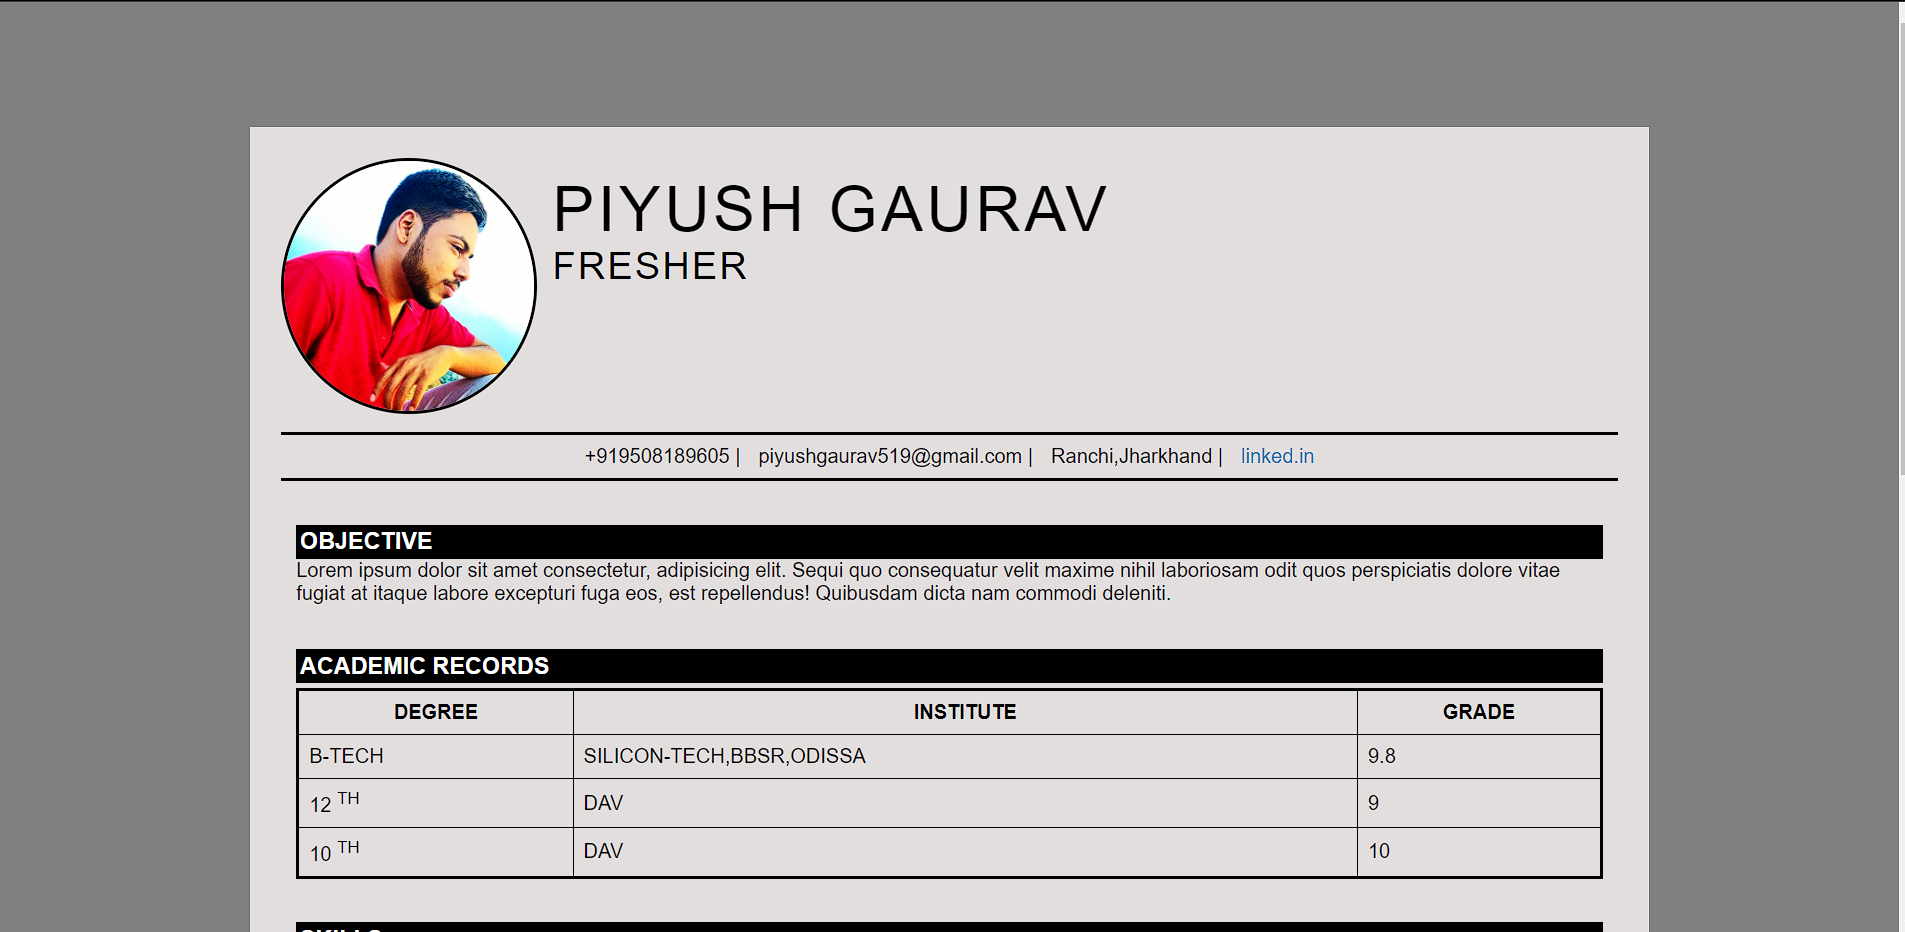 PIYUSH GAURAV
FRESHER
+919508189605 | piyushgaurav519@gmail.com | Ranchi,Jharkhand | linked.in
OBJECTIVE
Lorem ipsum dolor sit amet consectetur, adipisicing elit. Sequi quo consequatur velit maxime nihil laboriosam odit quos perspiciatis dolore vitae
fugiat at itaque labore excepturi fuga eos, est repellendus! Quibusdam dicta nam commodi deleniti.
ACADEMIC RECORDS
DEGREE INSTITUTE GRADE
B-TECH SILICON-TECH,BBSR,ODISSA 9.8
12 TH DAV 9
10 TH DAV 10
SKILLS